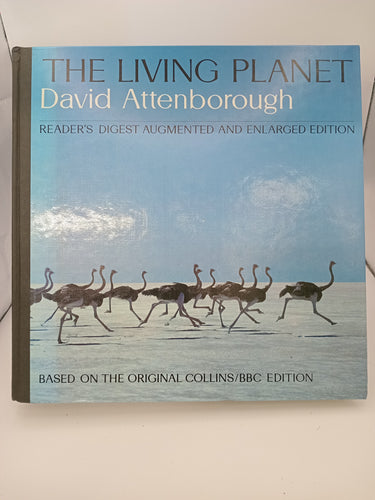 THE LIVING PLANET
David Attenborough
READER'S DIGEST AUGMENTED AND ENLARGED EDITION
BASED ON THE ORIGINAL COLLINS/BBC EDITION